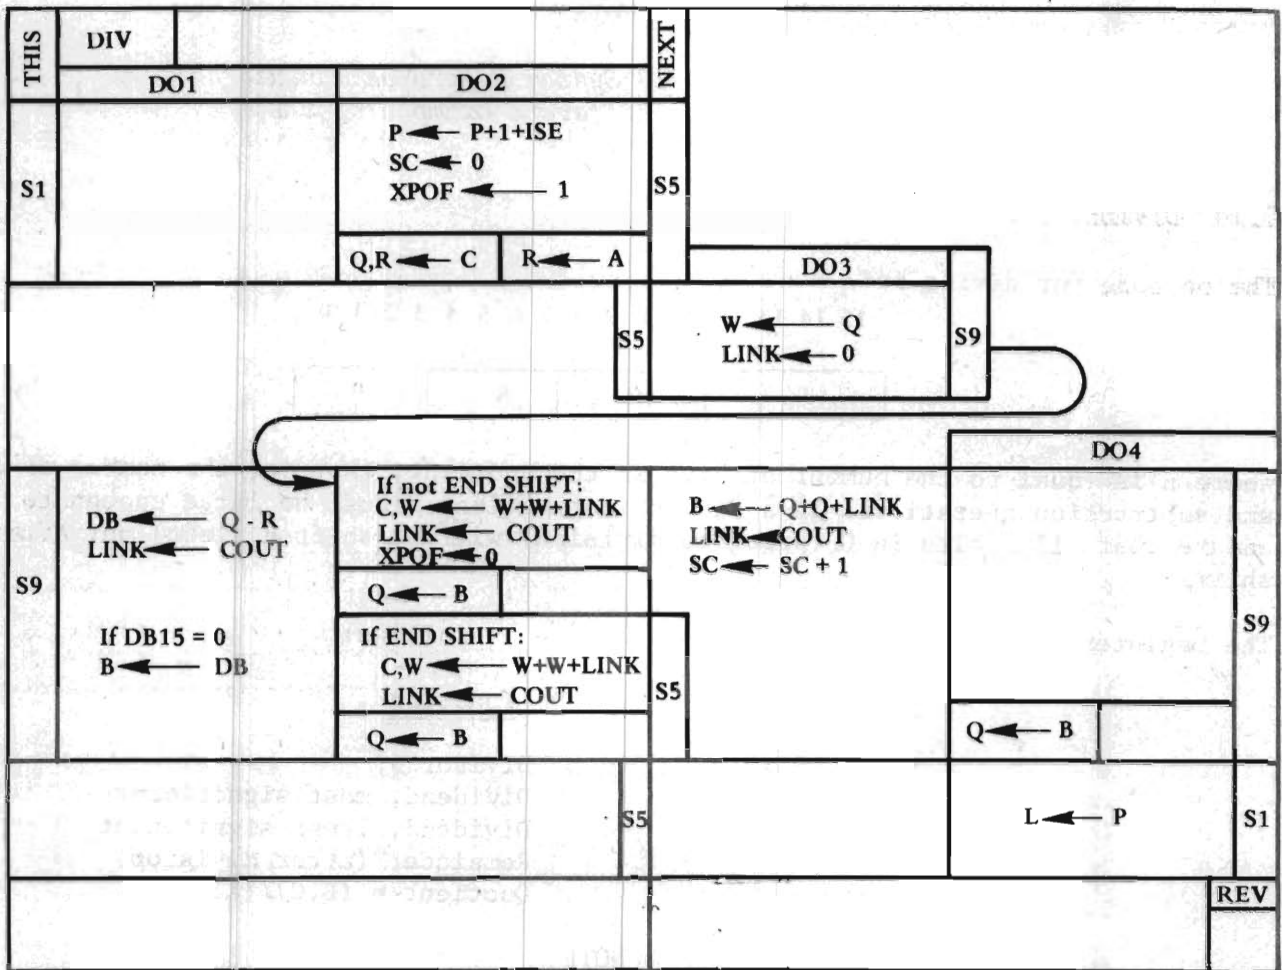 THIS
DIV
NEXT
DO1
DO2
S1
P ← P+1+ISE
SC ← 0
XPOF ← 1
S5
Q,R ← C
R ← A
DO3
S5
W ← Q
LINK ← 0
S9
DO4
S9
DB ← Q - R
LINK ← COUT
If DB15 = 0
B ← DB
If not END SHIFT:
C,W ← W+W+LINK
LINK ← COUT
XPOF ← 0
Q ← B
If END SHIFT:
C,W ← W+W+LINK
LINK ← COUT
Q ← B
S5
B ← Q+Q+LINK
LINK ← COUT
SC ← SC + 1
S9
Q ← B
S5
L ← P
S1
REV